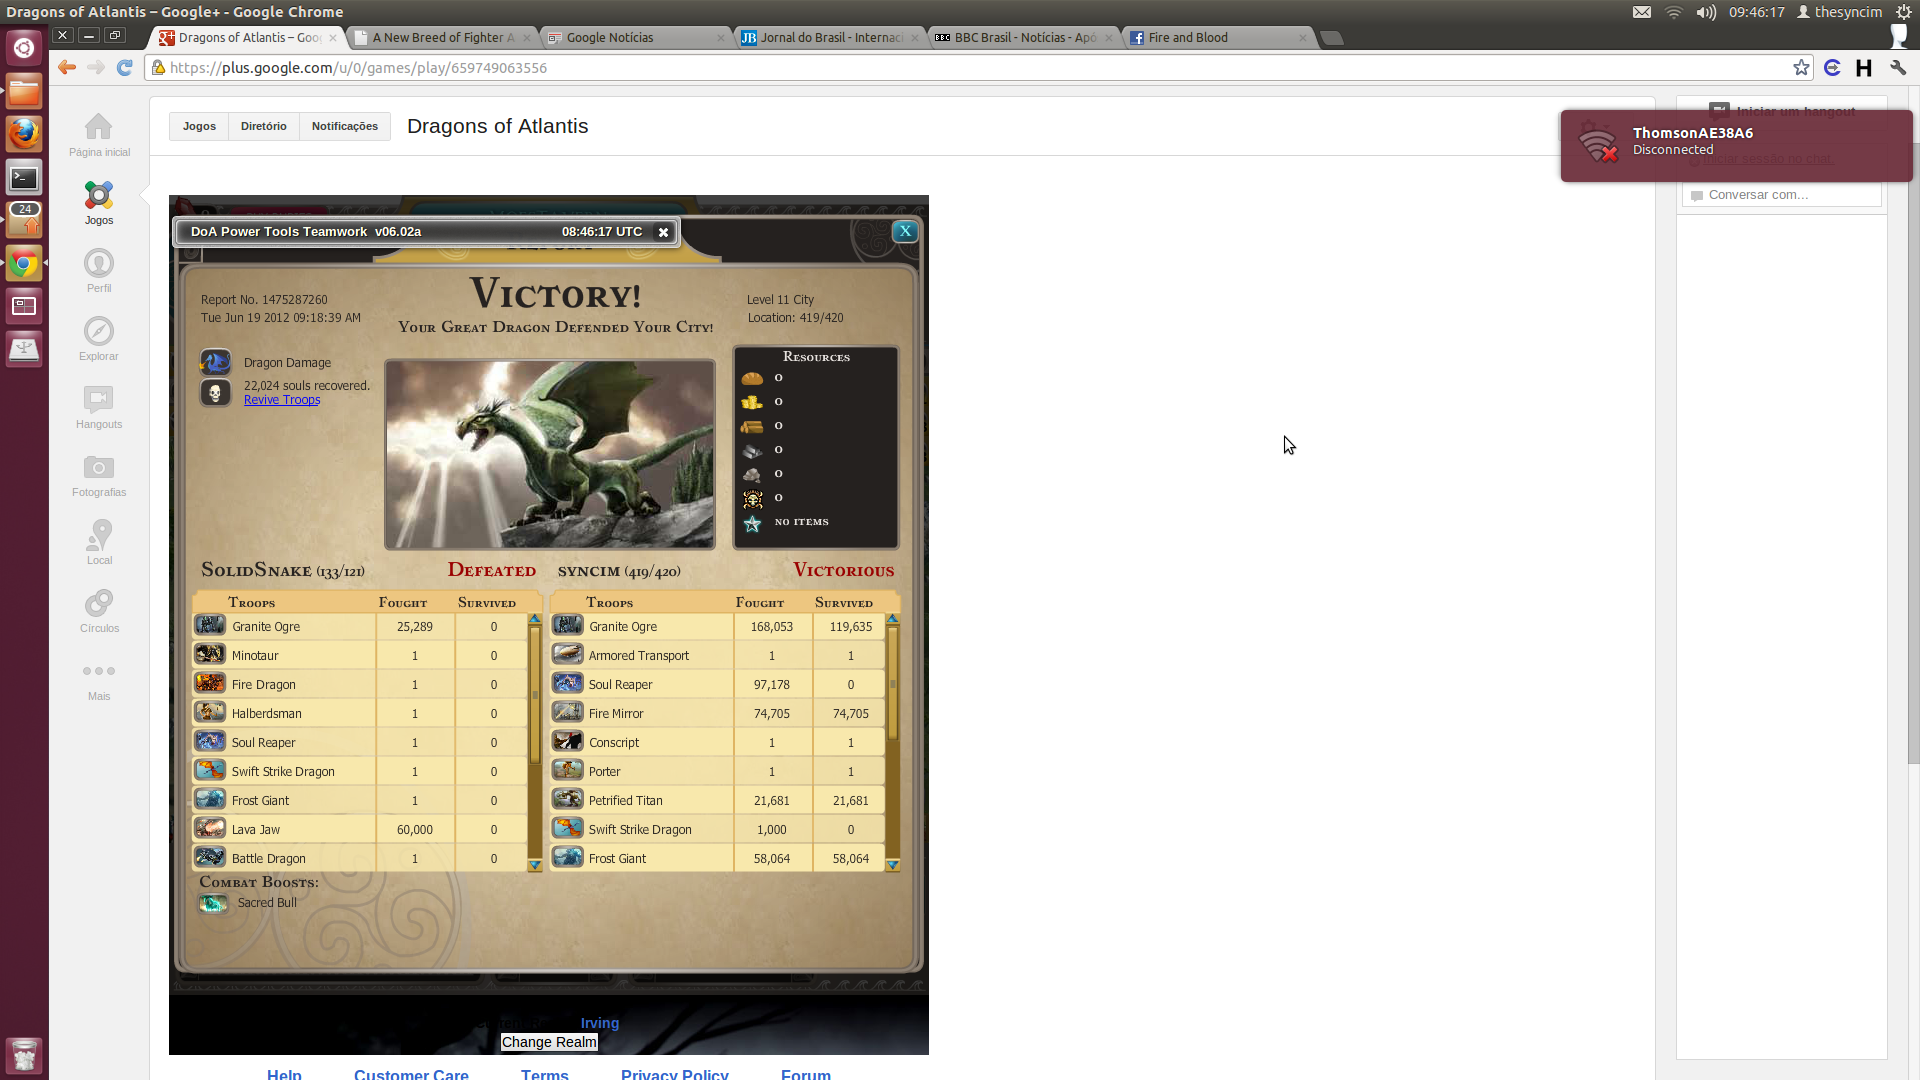 Dragons of Atlantis – Google+ - Google Chrome
09:46:17 thesyncim
Dragons of Atlantis – Goo
A New Breed of Fighter A
Google Notícias
JB Jornal do Brasil - Internaci
BBC BBC Brasil - Notícias - Apó
Fire and Blood
https://plus.google.com/u/0/games/play/659749063556
H
24
Página inicial
Jogos
Perfil
Explorar
Hangouts
Fotografias
Local
Círculos
Mais
Jogos
Diretório
Notificações
Dragons of Atlantis
Iniciar um hangout
ThomsonAE38A6
Disconnected
Iniciar sessão no chat.
Conversar com...
DoA Power Tools Teamwork v06.02a
08:46:17 UTC
X
Report No. 1475287260
Tue Jun 19 2012 09:18:39 AM
Victory!
Your Great Dragon Defended Your City!
Level 11 City
Location: 419/420
Dragon Damage
22,024 souls recovered.
Revive Troops
Resources
0
0
0
0
0
0
no items
SolidSnake (133/121) Defeated
syncim (419/420) Victorious
Troops Fought Survived
Granite Ogre 25,289 0
Minotaur 1 0
Fire Dragon 1 0
Halberdsman 1 0
Soul Reaper 1 0
Swift Strike Dragon 1 0
Frost Giant 1 0
Lava Jaw 60,000 0
Battle Dragon 1 0
Troops Fought Survived
Granite Ogre 168,053 119,635
Armored Transport 1 1
Soul Reaper 97,178 0
Fire Mirror 74,705 74,705
Conscript 1 1
Porter 1 1
Petrified Titan 21,681 21,681
Swift Strike Dragon 1,000 0
Frost Giant 58,064 58,064
Combat Boosts:
Sacred Bull
Irving
Change Realm
Help
Customer Care
Terms
Privacy Policy
Forum